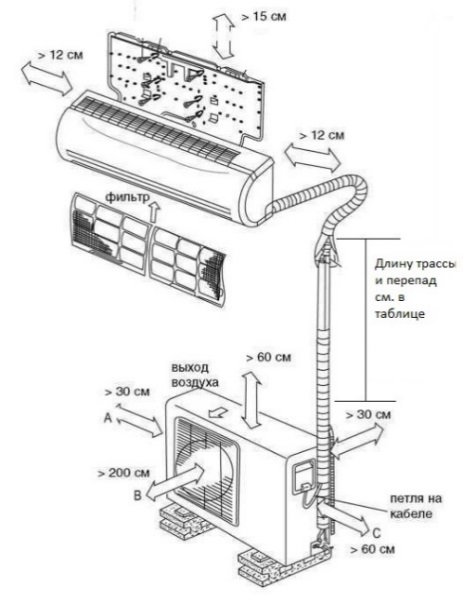 > 15 см
> 12 см
> 12 см
фильтр
Длину трассы
и перепад
см. в
таблице
> 60 см
выход
воздуха
> 30 см
A
> 30 см
> 200 см
B
петля на
кабеле
C
> 60 см